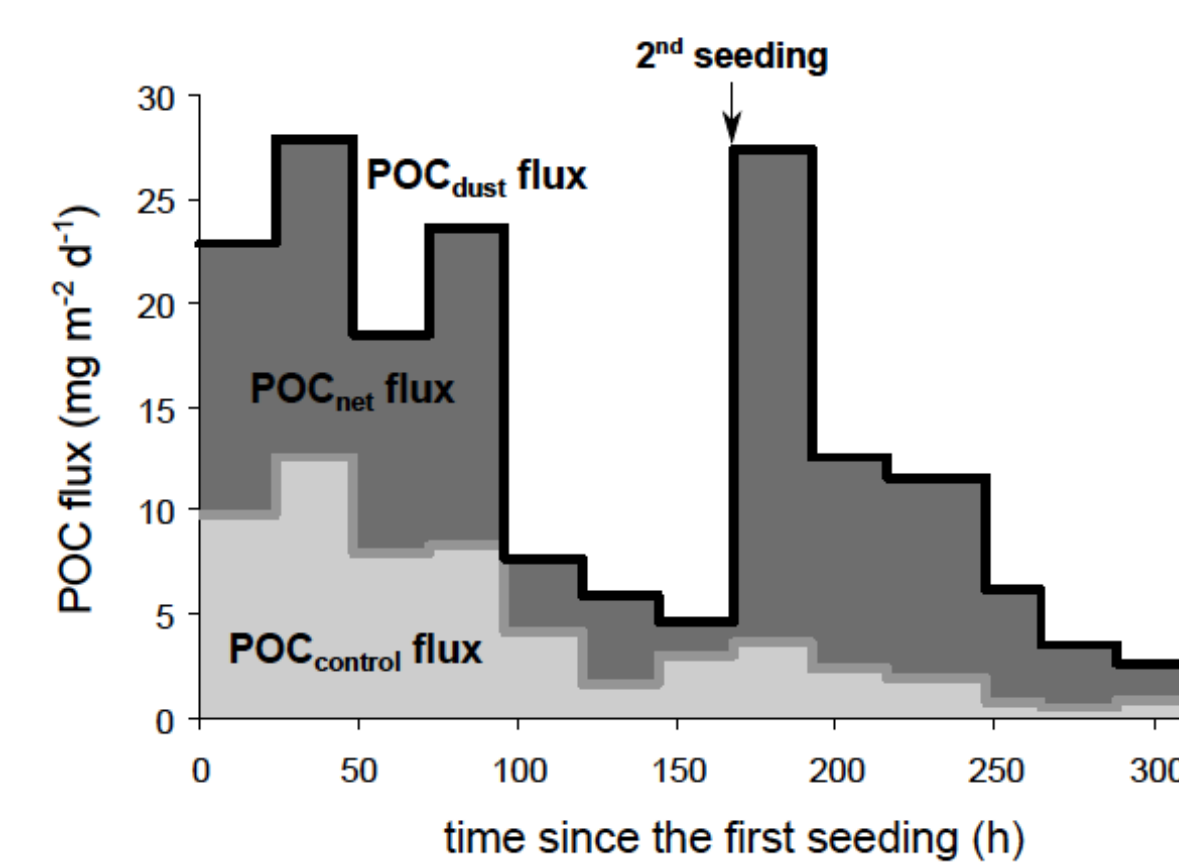 2nd seeding
30
25
20
15
10
5
0
POCdust flux
POCnet flux
POCcontrol flux
POC flux (mg m-2 d-1)
0 50 100 150 200 250 300
time since the first seeding (h)